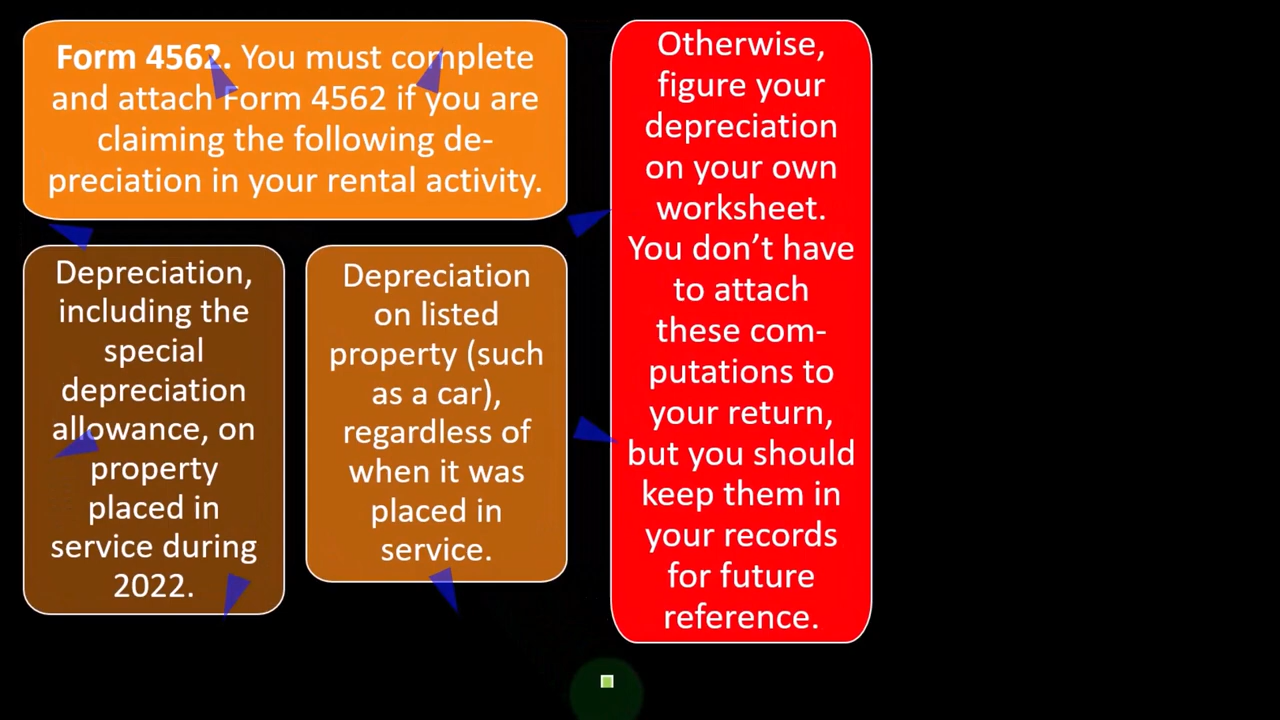 Form 4562. You must complete
and attach Form 4562 if you are
claiming the following de-
preciation in your rental activity.
Depreciation,
including the
special
depreciation
allowance, on
property
placed in
service during
2022.
Depreciation
on listed
property (such
as a car),
regardless of
when it was
placed in
service.
Otherwise,
figure your
depreciation
on your own
worksheet.
You don’t have
to attach
these com-
putations to
your return,
but you should
keep them in
your records
for future
reference.